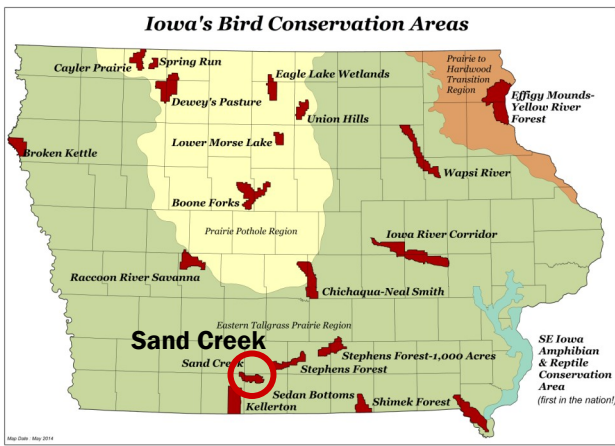 Iowa's Bird Conservation Areas
Cayler Prairie
Spring Run
Dewey's Pasture
Eagle Lake Wetlands
Union Hills
Prairie to
Hardwood
Transition
Region
Effigy Mounds-
Yellow River
Forest
Broken Kettle
Lower Morse Lake
Wapsi River
Boone Forks
Prairie Pothole Region
Iowa River Corridor
Raccoon River Savanna
Chichaqua-Neal Smith
Eastern Tallgrass Prairie Region
Sand Creek
Sand Creek
Stephens Forest-1,000 Acres
Stephens Forest
Sedan Bottoms
Kellerton
Shimek Forest
SE Iowa
Amphibian
& Reptile
Conservation
Area
(first in the nation!)
Map Date - May 2014